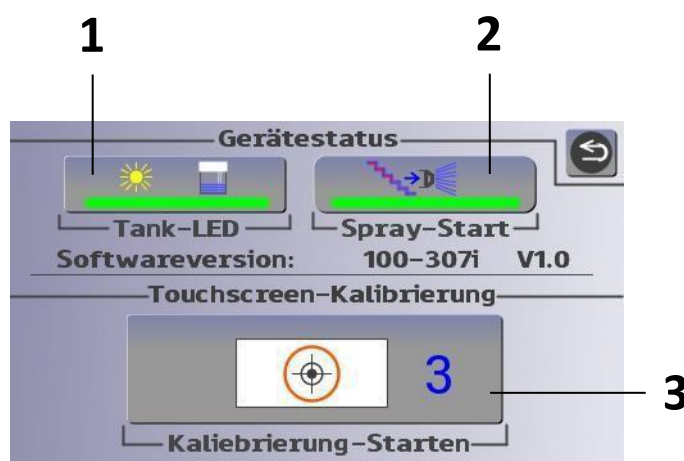 1 2
Gerätestatus
Tank-LED Spray-Start
Softwareversion: 100-307i V1.0
Touchscreen-Kalibrierung
3
3
Kaliebrierung-Starten